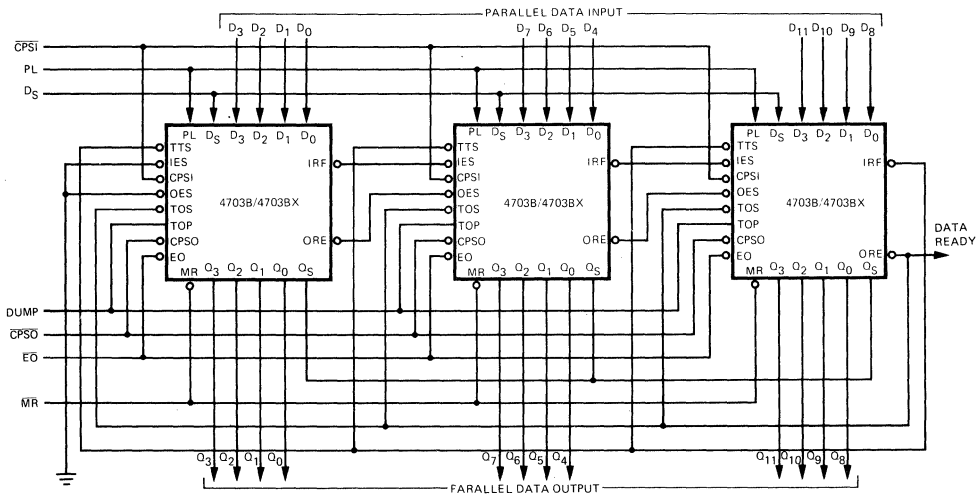 PARALLEL DATA INPUT
D3 D2 D1 D0
D7 D6 D5 D4
D11 D10 D9 D8
CPSI
PL
DS
PL DS D3 D2 D1 D0
TTS
IES
CPSI
OES
TOS
TOP
CPSO
EO
IRF
4703B/4703BX
ORE
MR Q3 Q2 Q1 Q0 QS
PL DS D3 D2 D1 D0
TTS
IES
CPSI
OES
TOS
TOP
CPSO
EO
IRF
4703B/4703BX
ORE
MR Q3 Q2 Q1 Q0 QS
PL DS D3 D2 D1 D0
TTS
IES
CPSI
OES
TOS
TOP
CPSO
EO
IRF
4703B/4703BX
ORE
MR Q3 Q2 Q1 Q0 QS
DATA
READY
DUMP
CPSO
EO
MR
Q3 Q2 Q1 Q0
Q7 Q6 Q5 Q4
Q11 Q10 Q9 Q8
FARALLEL DATA OUTPUT